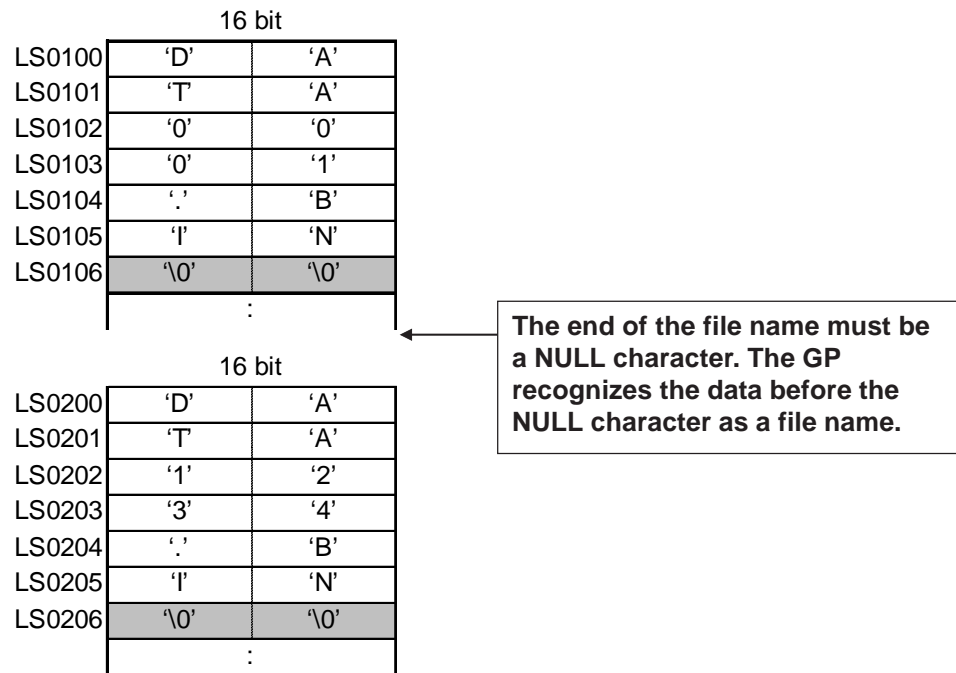 16 bit
LS0100 ‘D’ ‘A’
LS0101 ‘T’ ‘A’
LS0102 ‘0’ ‘0’
LS0103 ‘0’ ‘1’
LS0104 ‘.’ ‘B’
LS0105 ‘I’ ‘N’
LS0106 ‘\0’ ‘\0’
:
The end of the file name must be
a NULL character. The GP
recognizes the data before the
NULL character as a file name.
16 bit
LS0200 ‘D’ ‘A’
LS0201 ‘T’ ‘A’
LS0202 ‘1’ ‘2’
LS0203 ‘3’ ‘4’
LS0204 ‘.’ ‘B’
LS0205 ‘I’ ‘N’
LS0206 ‘\0’ ‘\0’
: